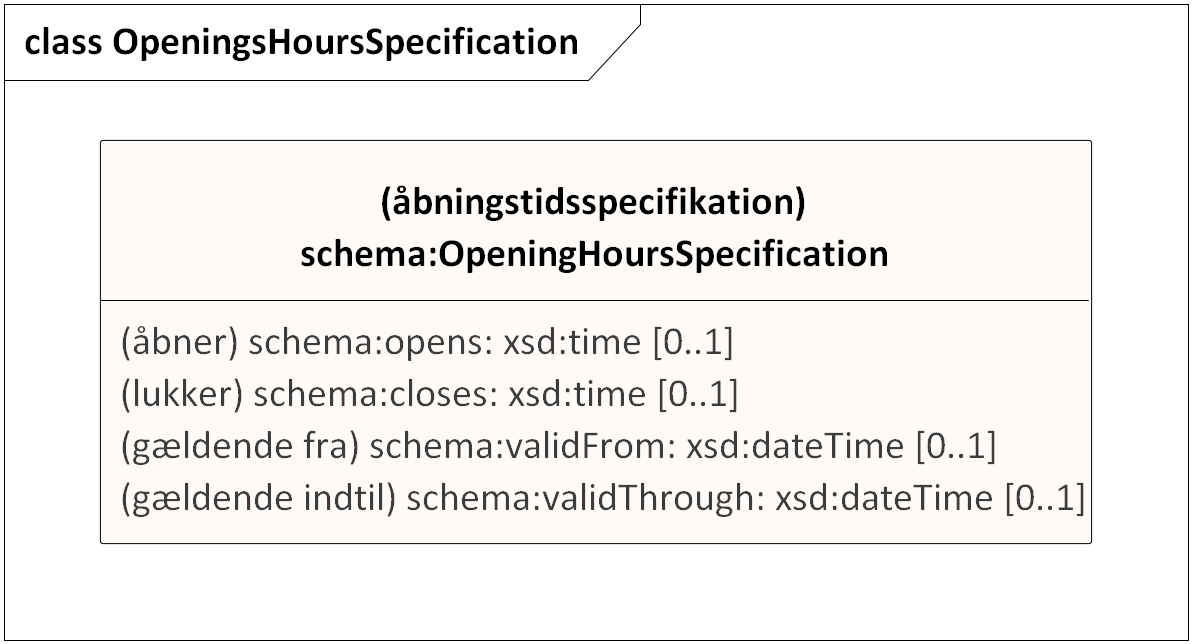 class OpeningsHoursSpecification
(åbningstidsspecifikation)
schema:OpeningHoursSpecification
(åbner) schema:opens: xsd:time [0..1]
(lukker) schema:closes: xsd:time [0..1]
(gældende fra) schema:validFrom: xsd:dateTime [0..1]
(gældende indtil) schema:validThrough: xsd:dateTime [0..1]